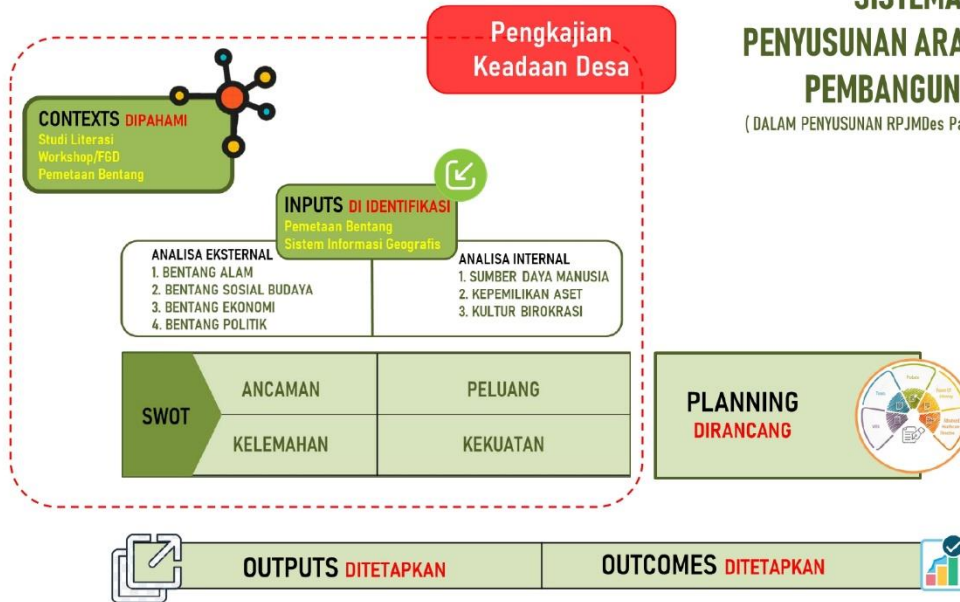 Pengkajian
Keadaan Desa
PENYUSUNAN
PEMBANGUN
( DALAM PENYUSUNAN RPJMDes
CONTEXTS DIPAHAMI
Studi Literasi
Workshop/FGD
Pemetaan Bentang
INPUTS DI IDENTIFIKASI
Pemetaan Bentang
Sistem Informasi Geografis
ANALISA EKSTERNAL
1. BENTANG ALAM
2. BENTANG SOSIAL BUDAYA
3. BENTANG EKONOMI
4. BENTANG POLITIK
ANALISA INTERNAL
1. SUMBER DAYA MANUSIA
2. KEPEMILIKAN ASET
3. KULTUR BIROKRASI
SWOT
ANCAMAN
PELUANG
KELEMAHAN
KEKUATAN
PLANNING
DIRANCANG
OUTPUTS DITETAPKAN
OUTCOMES DITETAPKAN